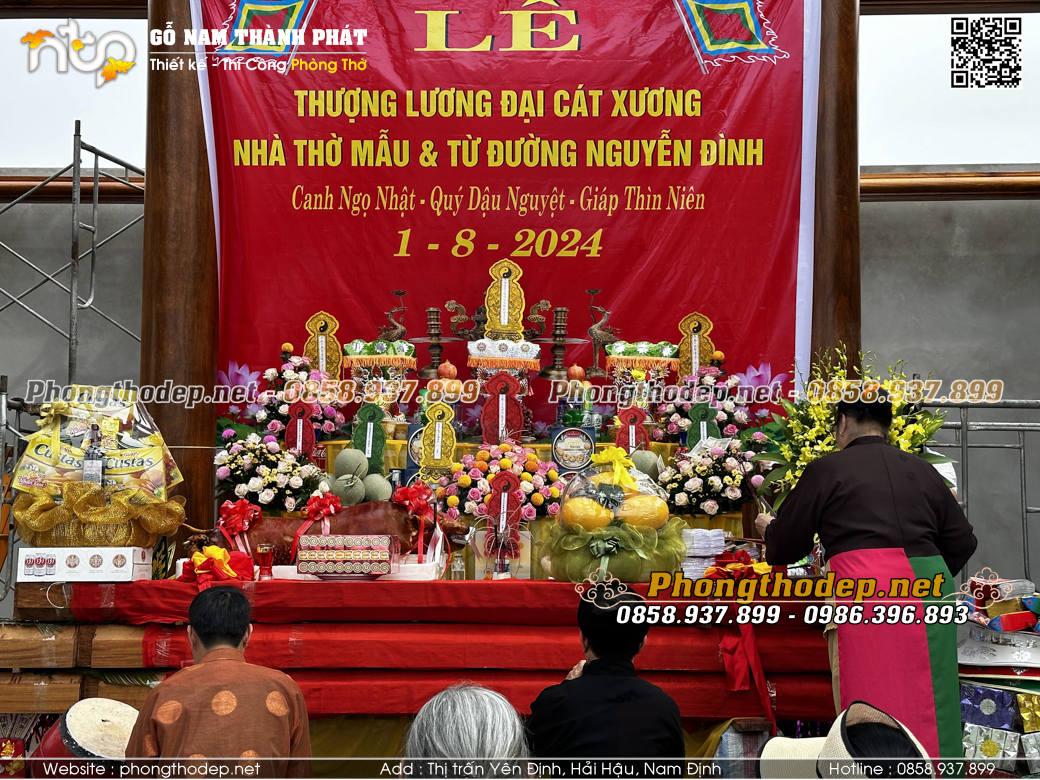 ntp
GỖ NAM THÀNH PHÁT
Thiết kế - Thi Công Phòng Thờ
LỄ
THƯỢNG LƯƠNG ĐẠI CÁT XƯƠNG
NHÀ THỜ MẪU & TỪ ĐƯỜNG NGUYỄN ĐÌNH
Canh Ngọ Nhật - Quý Dậu Nguyệt - Giáp Thìn Niên
1 - 8 - 2024
Phongthodep.net - 0858.937.899
Phongthodep.net - 0858.937.899
Custas
Custas
Phongthodep.net
0858.937.899 - 0986.396.893
Website : phongthodep.net
Add : Thị trấn Yên Định, Hải Hậu, Nam Định
Hotline : 0858.937.899